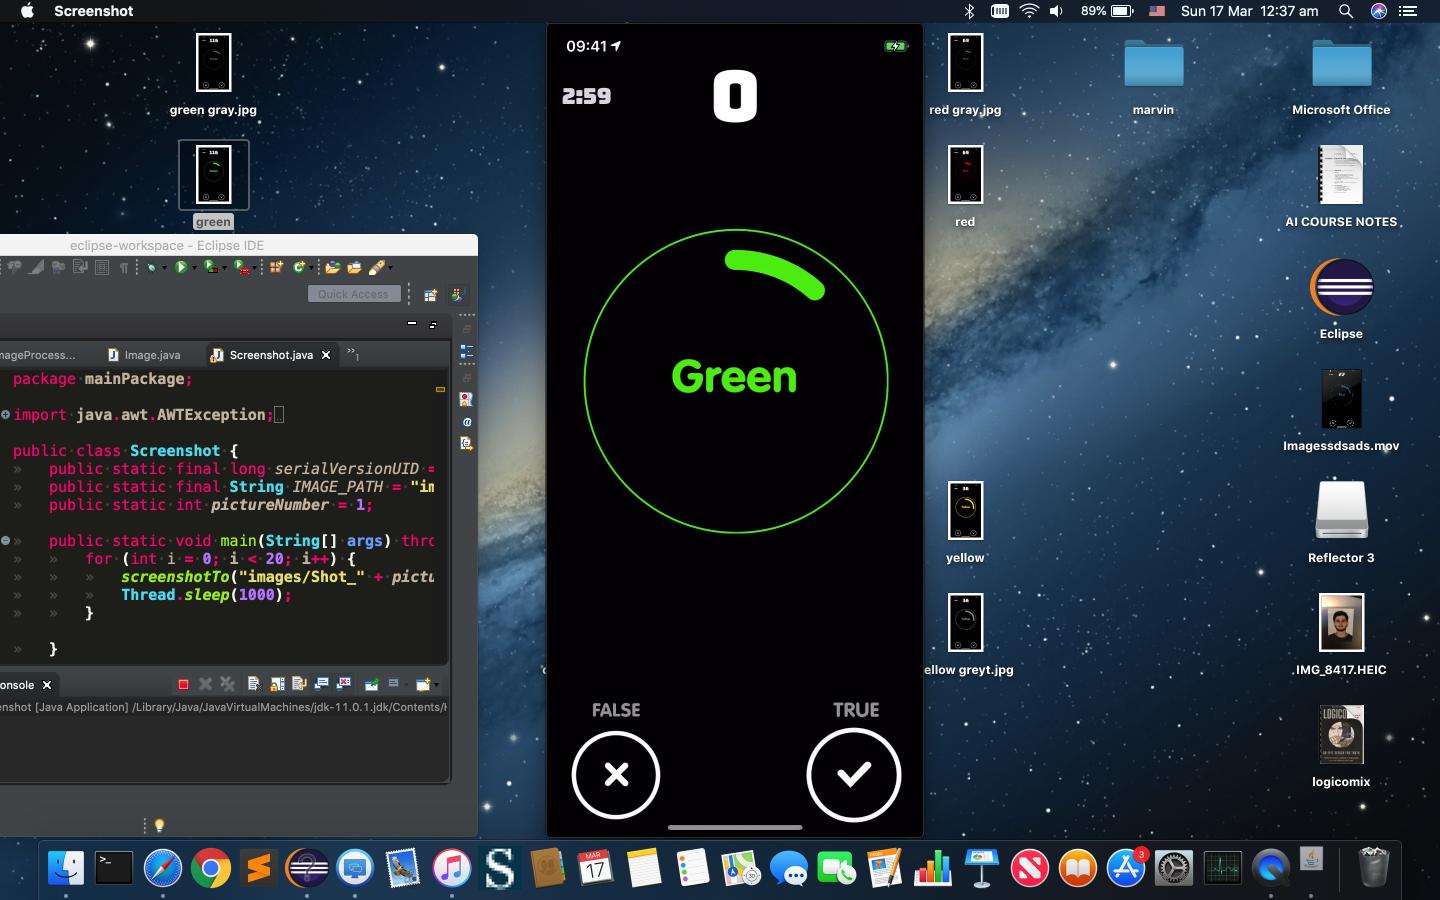 Screenshot
89%
Sun 17 Mar 12:37 am
green gray.jpg
green
eclipse-workspace - Eclipse IDE
Quick Access
mageProcess...
Image.java
Screenshot.java
»1
package mainPackage;
import java.awt.AWTException;
public class Screenshot {
public static final long serialVersionUID =
public static final String IMAGE_PATH = "im
public static int pictureNumber = 1;
public static void main(String[] args) thro
for (int i = 0; i < 20; i++) {
screenshotTo("images/Shot_" + pictu
Thread.sleep(1000);
}
}
onsole
enshot [Java Application] /Library/Java/JavaVirtualMachines/jdk-11.0.1.jdk/Contents/
09:41
2:59
0
Green
FALSE
TRUE
red gray.jpg
red
yellow
ellow greyt.jpg
marvin
Microsoft Office
AI COURSE NOTES
Eclipse
Imagessdsads.mov
Reflector 3
IMG_8417.HEIC
LOGICO
logicomix
MAR
17
3